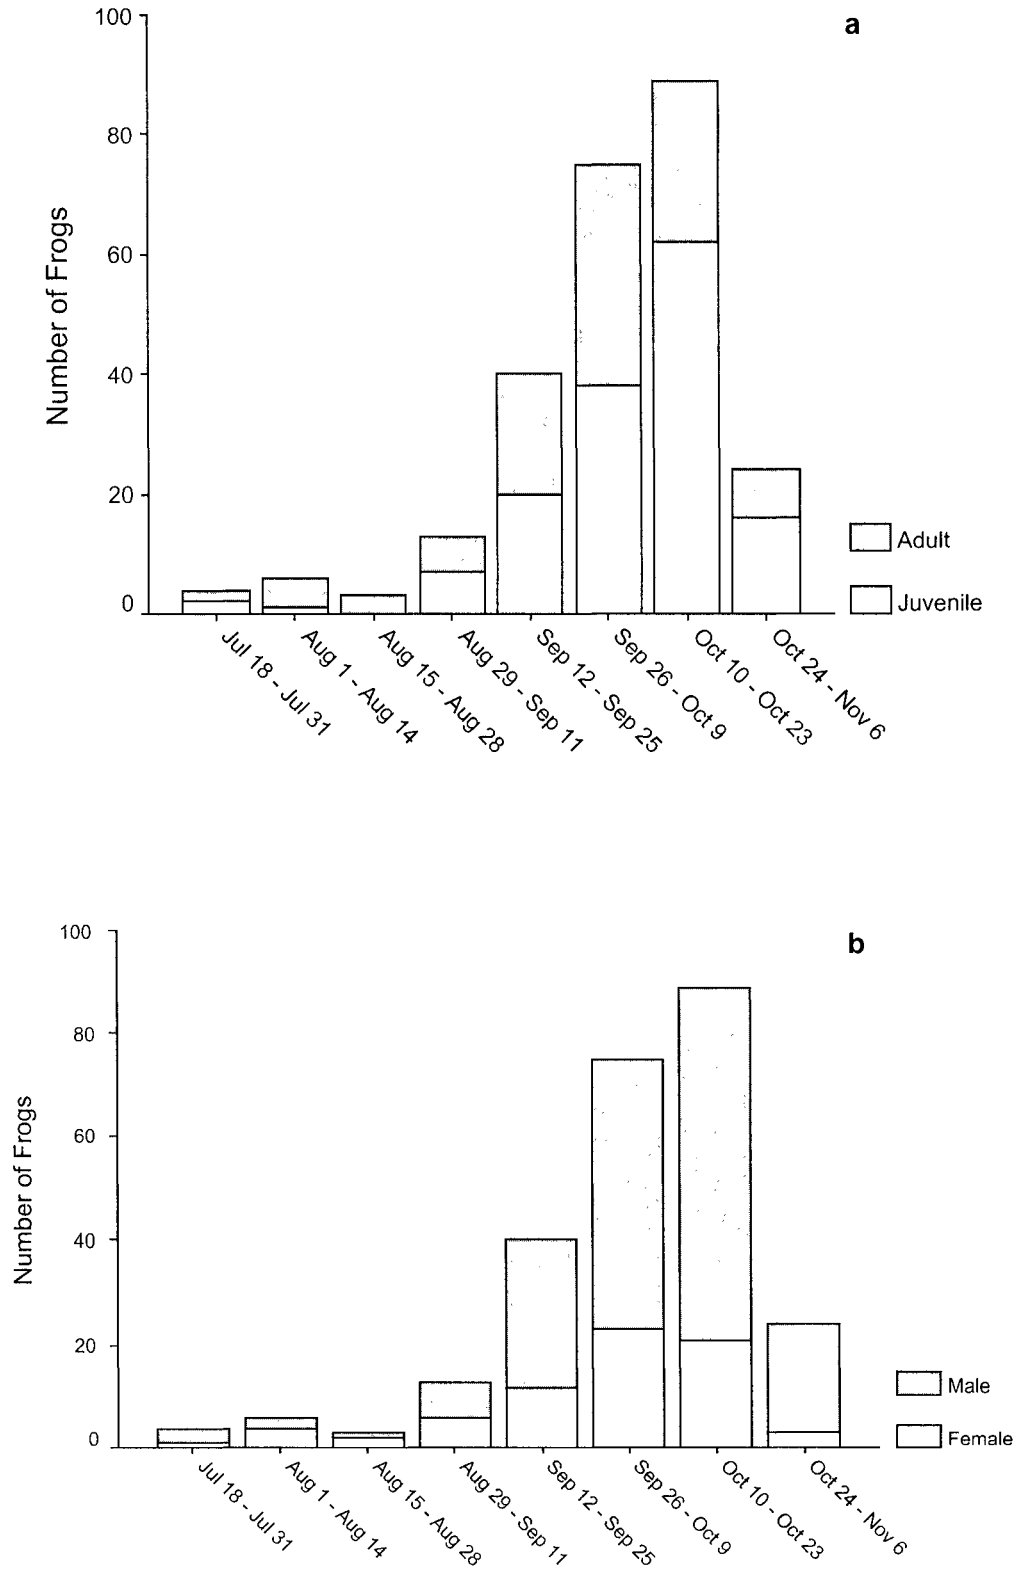 a
100
80
60
40
20
0
Number of Frogs
Jul 18 - Jul 31
Aug 1 - Aug 14
Aug 15 - Aug 28
Aug 29 - Sep 11
Sep 12 - Sep 25
Sep 26 - Oct 9
Oct 10 - Oct 23
Oct 24 - Nov 6
Adult
Juvenile
b
100
80
60
40
20
0
Number of Frogs
Jul 18 - Jul 31
Aug 1 - Aug 14
Aug 15 - Aug 28
Aug 29 - Sep 11
Sep 12 - Sep 25
Sep 26 - Oct 9
Oct 10 - Oct 23
Oct 24 - Nov 6
Male
Female